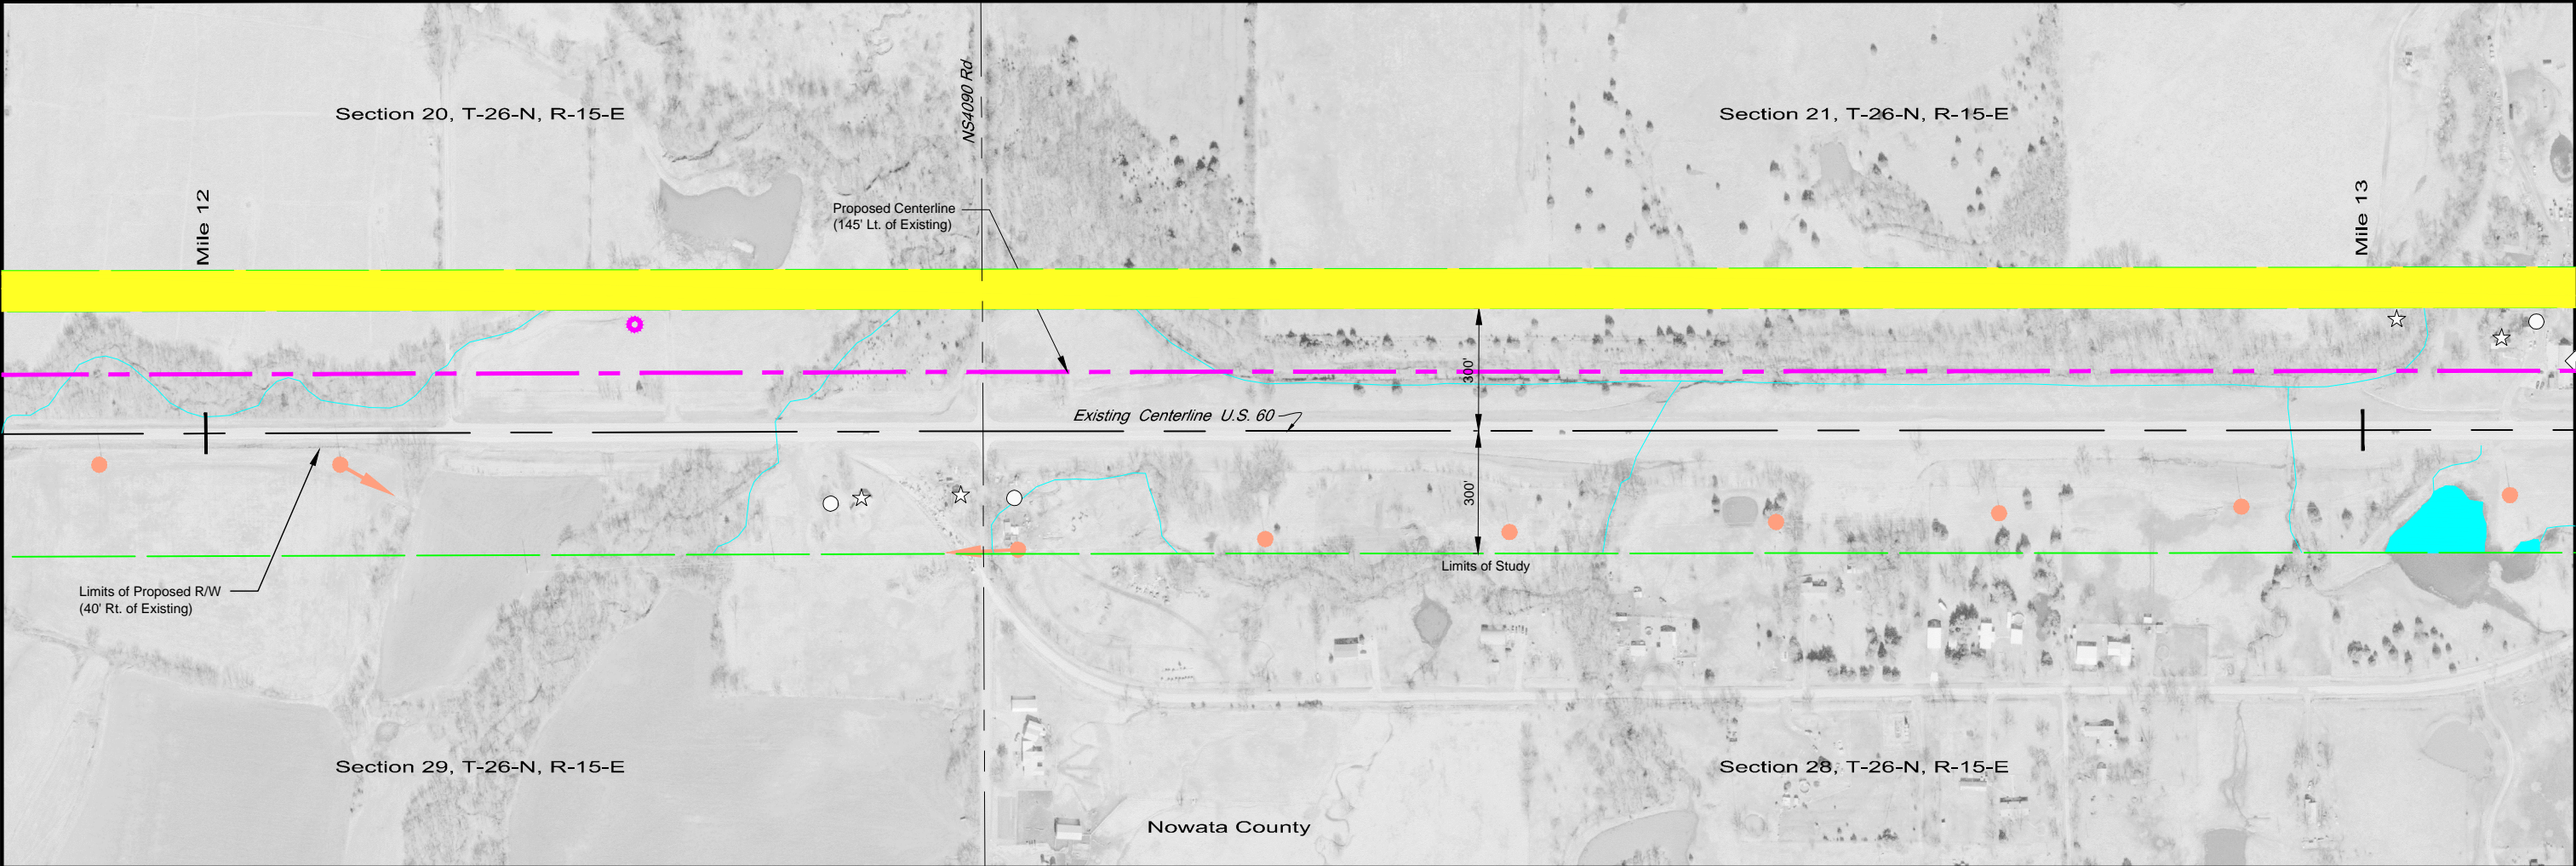 Section 20, T-26-N, R-15-E
NS4090 Rd
Section 21, T-26-N, R-15-E
Mile 12
Proposed Centerline
(145' Lt. of Existing)
Mile 13
300'
Existing Centerline U.S. 60
300'
Limits of Study
Limits of Proposed R/W
(40' Rt. of Existing)
Section 29, T-26-N, R-15-E
Section 28, T-26-N, R-15-E
Nowata County